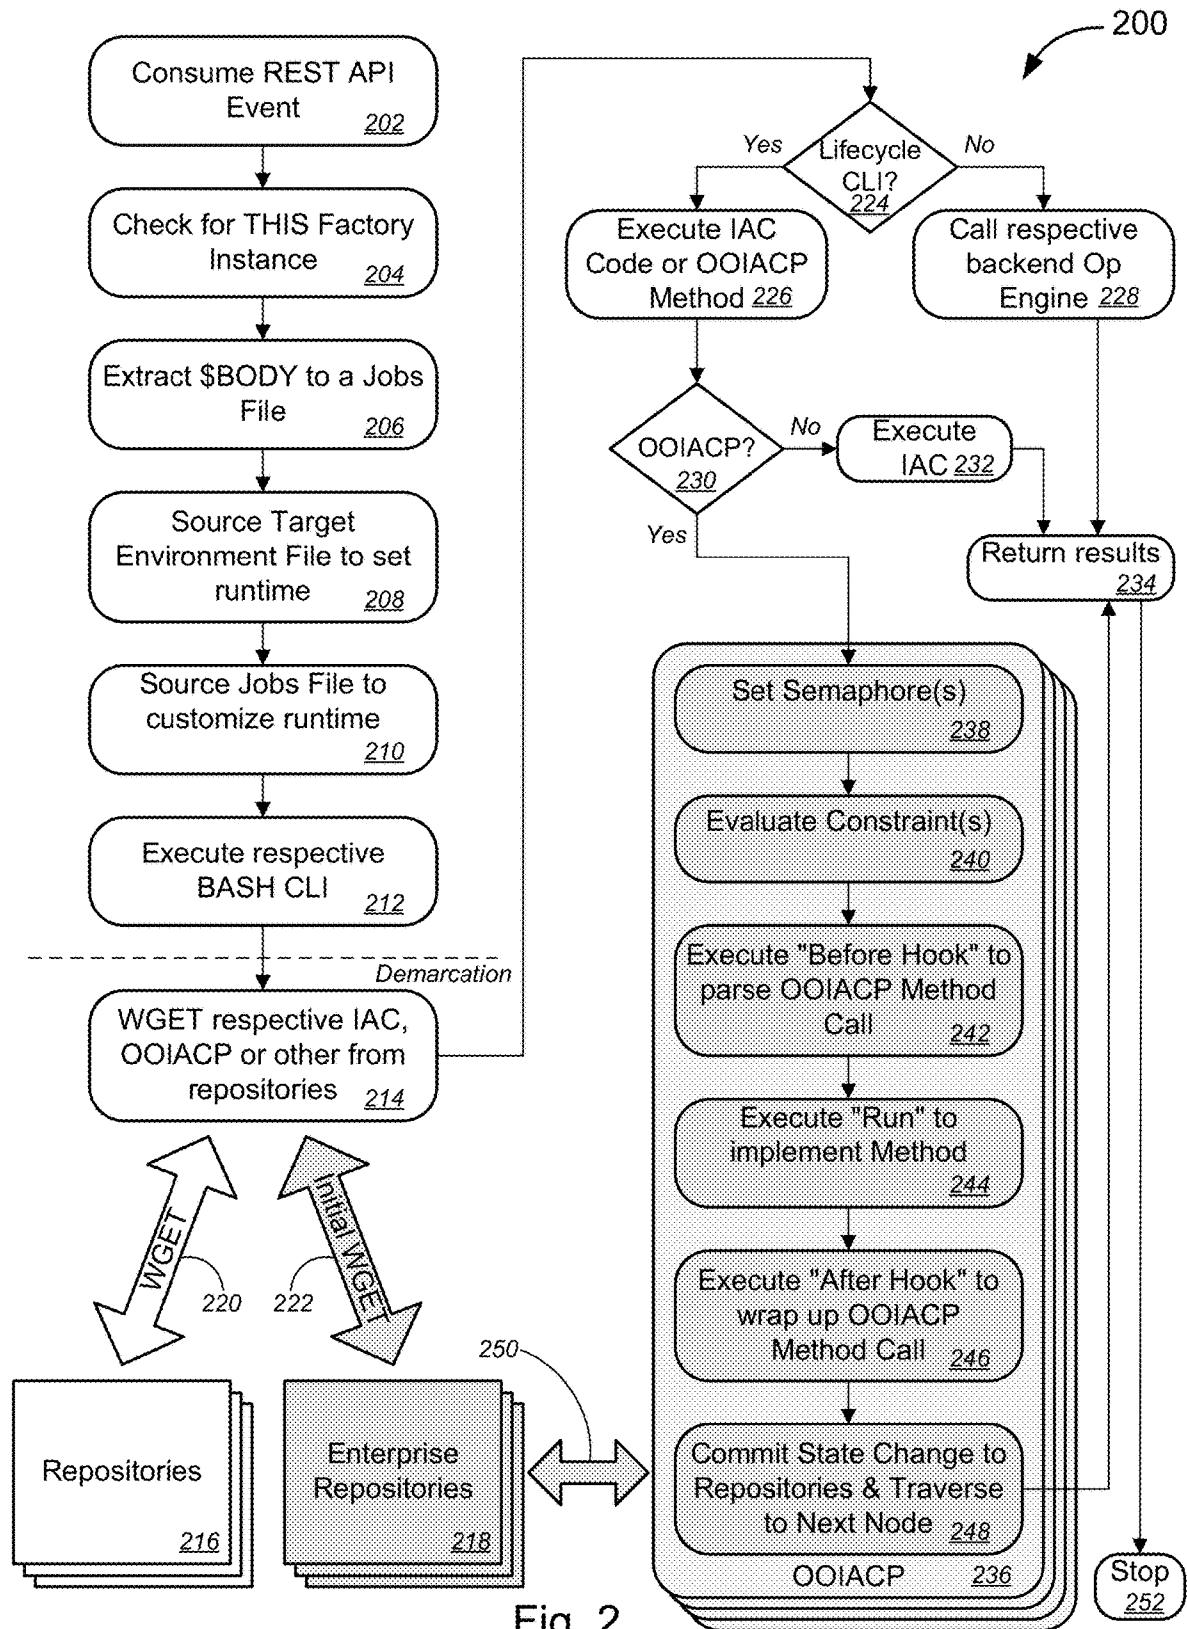 200
Consume REST API
Event
202
Check for THIS Factory
Instance
204
Extract $BODY to a Jobs
File
206
Source Target
Environment File to set
runtime
208
Source Jobs File to
customize runtime
210
Execute respective
BASH CLI
212
Demarcation
WGET respective IAC,
OOIACP or other from
repositories
214
WGET
220
Initial WGET
222
Repositories
216
Enterprise
Repositories
218
250
Lifecycle
CLI?
224
Yes
No
Execute IAC
Code or OOIACP
Method 226
Call respective
backend Op
Engine 228
OOIACP?
230
No
Execute
IAC 232
Yes
Return results
234
Set Semaphore(s)
238
Evaluate Constraint(s)
240
Execute "Before Hook" to
parse OOIACP Method
Call
242
Execute "Run" to
implement Method
244
Execute "After Hook" to
wrap up OOIACP
Method Call 246
Commit State Change to
Repositories & Traverse
to Next Node 248
OOIACP 236
Stop
252
Fig. 2